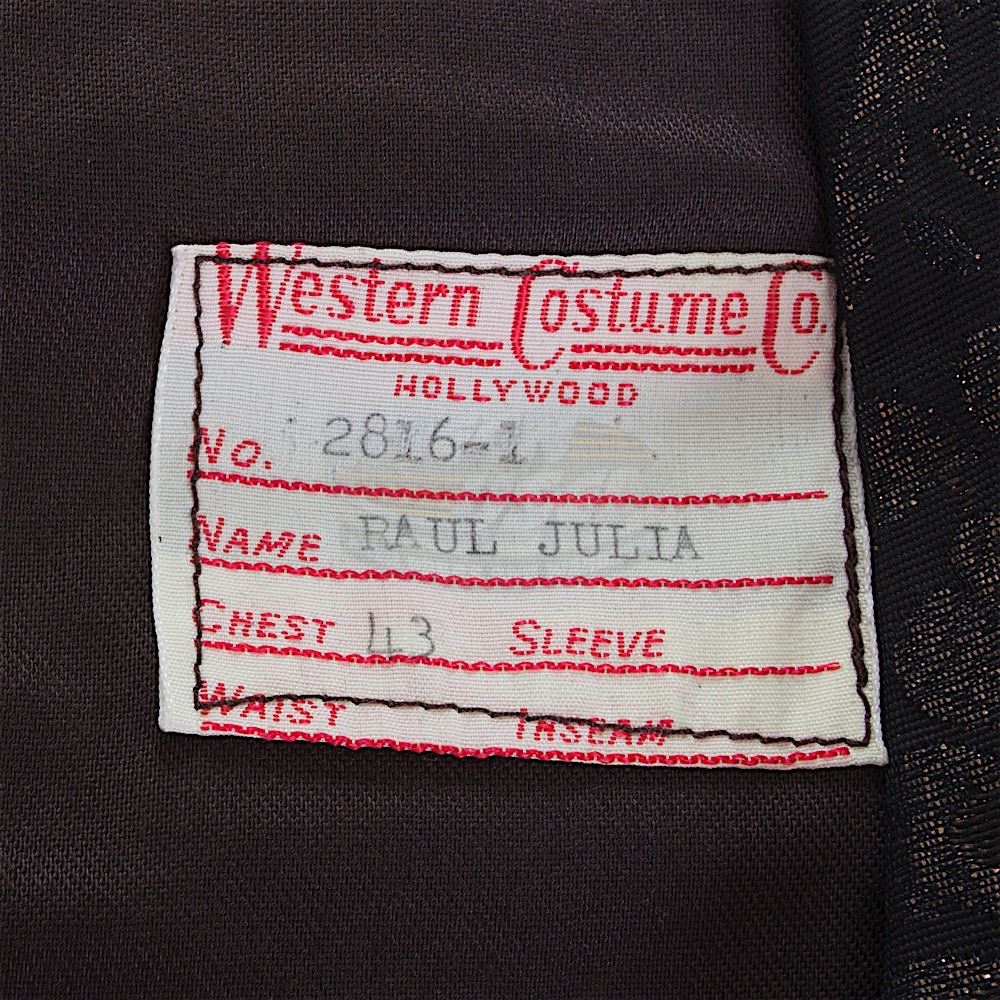 Western Costume Co.
HOLLYWOOD
NO. 2816-1
NAME RAUL JULIA
CHEST 43 SLEEVE
WAIST INSEAM